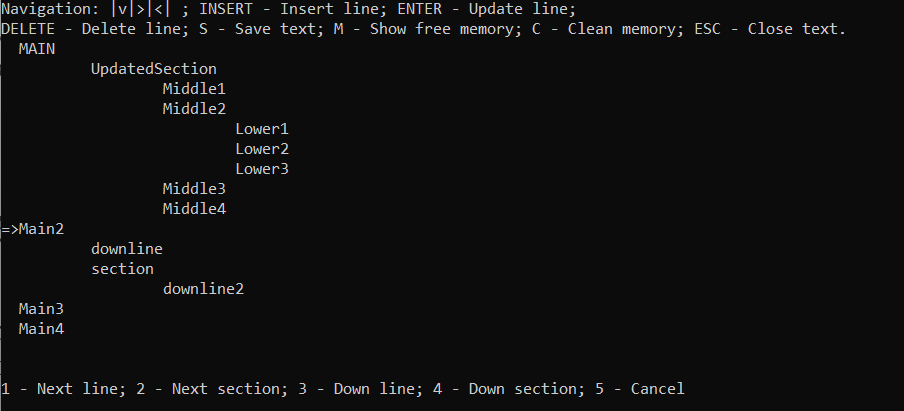 Navigation: |v|>|<| ; INSERT - Insert line; ENTER - Update line;
DELETE - Delete line; S - Save text; M - Show free memory; C - Clean memory; ESC - Close text.
MAIN
UpdatedSection
Middle1
Middle2
Lower1
Lower2
Lower3
Middle3
Middle4
=>Main2
downline
section
downline2
Main3
Main4
1 - Next line; 2 - Next section; 3 - Down line; 4 - Down section; 5 - Cancel